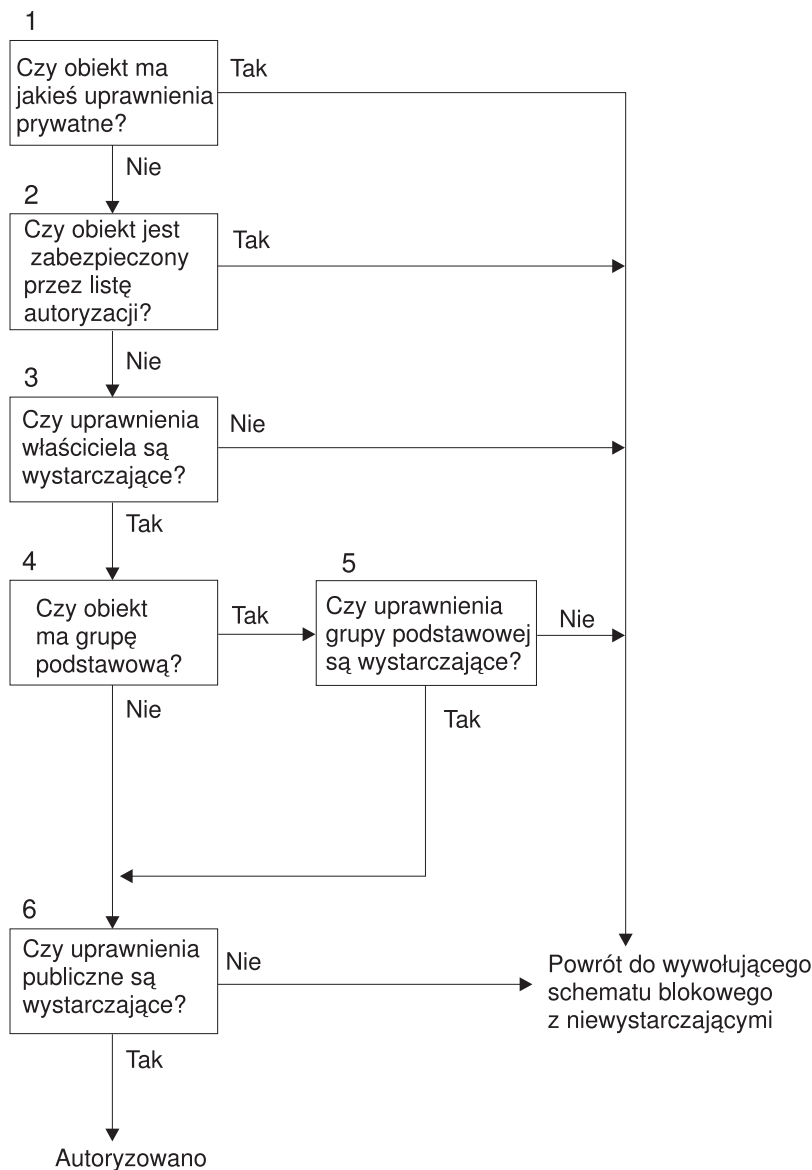 1
Czy obiekt ma
jakieś uprawnienia
prywatne?
Tak
Nie
2
Czy obiekt jest
zabezpieczony
przez listę
autoryzacji?
Tak
Nie
3
Czy uprawnienia
właściciela są
wystarczające?
Nie
Tak
4
Czy obiekt
ma grupę
podstawową?
Tak
5
Czy uprawnienia
grupy podstawowej
są wystarczające?
Nie
Nie
Tak
6
Czy uprawnienia
publiczne są
wystarczające?
Nie
Powrót do wywołującego
schematu blokowego
z niewystarczającymi
Tak
Autoryzowano